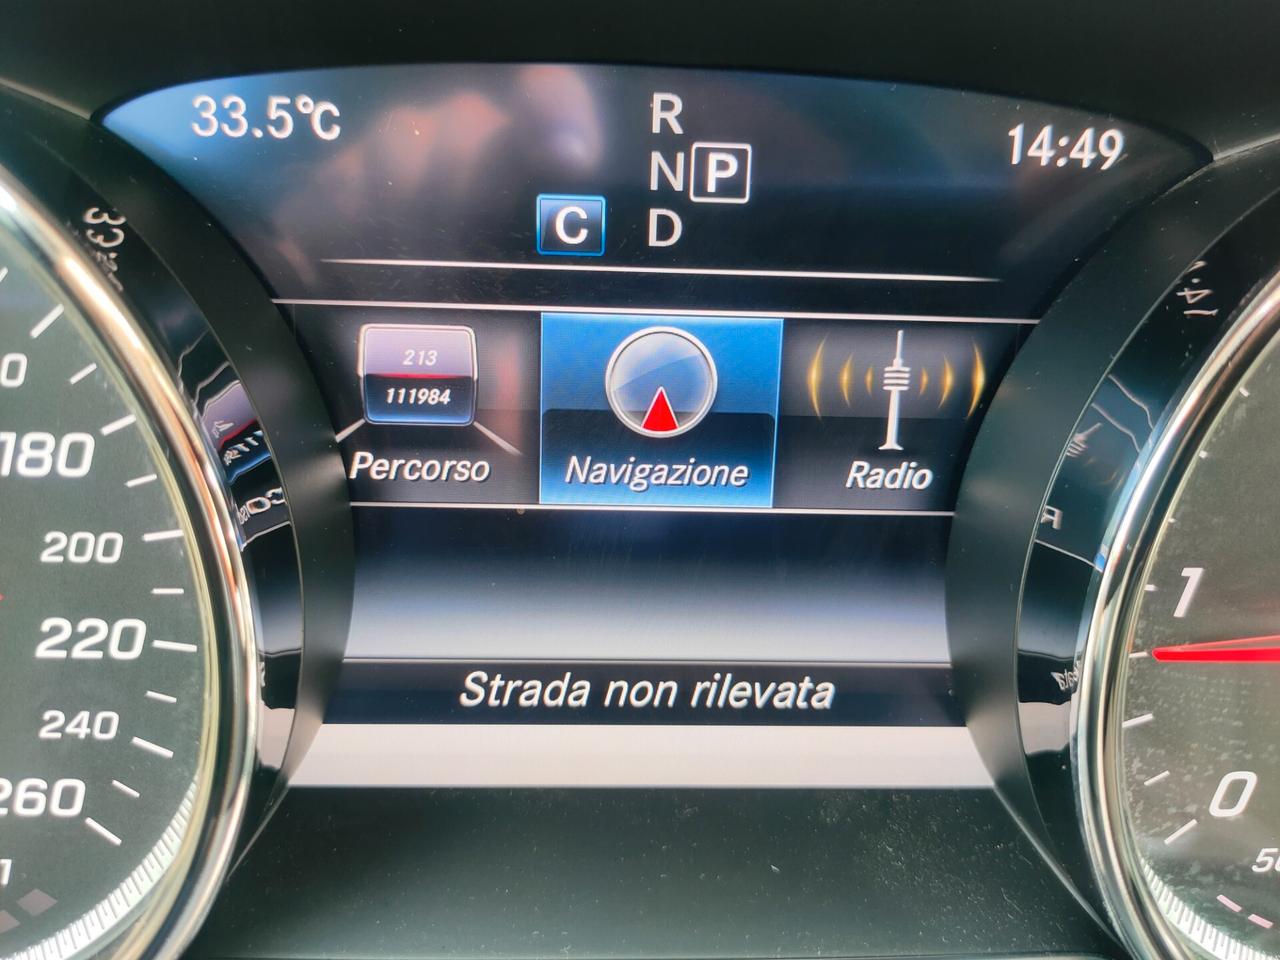 33.5°C
R
N P
C D
14:49
213
111984
Percorso
Navigazione
Radio
Strada non rilevata
180
200
220
240
260
1
0